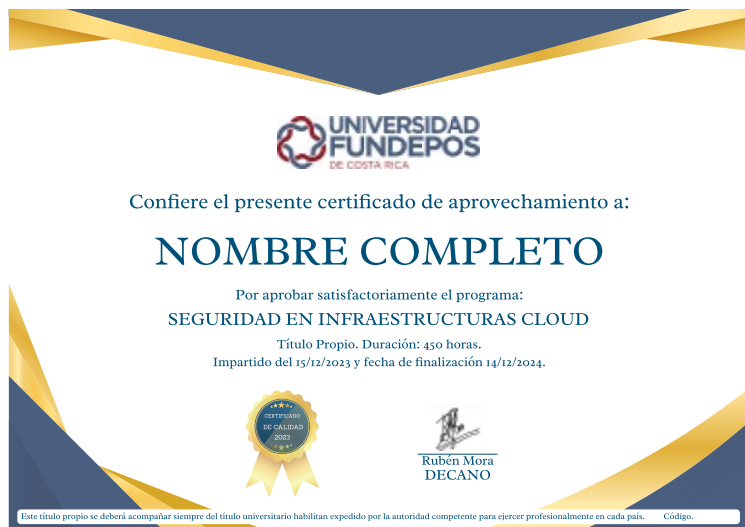 UNIVERSIDAD
FUNDEPOS
DE COSTA RICA
Confiere el presente certificado de aprovechamiento a:
NOMBRE COMPLETO
Por aprobar satisfactoriamente el programa:
SEGURIDAD EN INFRAESTRUCTURAS CLOUD
Título Propio. Duración: 450 horas.
Impartido del 15/12/2023 y fecha de finalización 14/12/2024.
CERTIFICADO
DE CALIDAD
2023
Rubén Mora
DECANO
Este título propio se deberá acompañar siempre del título universitario habilitan expedido por la autoridad competente para ejercer profesionalmente en cada país. Código.